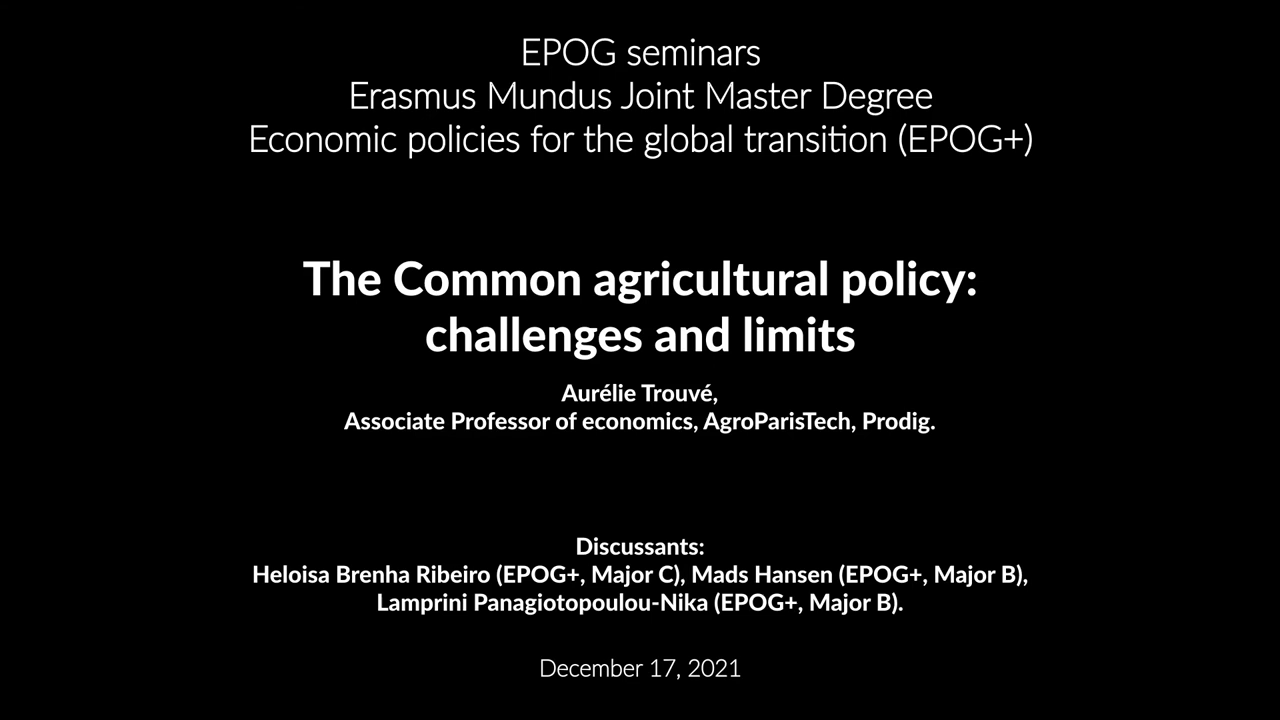 EPOG seminars
Erasmus Mundus Joint Master Degree
Economic policies for the global transition (EPOG+)
The Common agricultural policy:
challenges and limits
Aurélie Trouvé,
Associate Professor of economics, AgroParisTech, Prodig.
Discussants:
Heloisa Brenha Ribeiro (EPOG+, Major C), Mads Hansen (EPOG+, Major B),
Lamprini Panagiotopoulou-Nika (EPOG+, Major B).
December 17, 2021